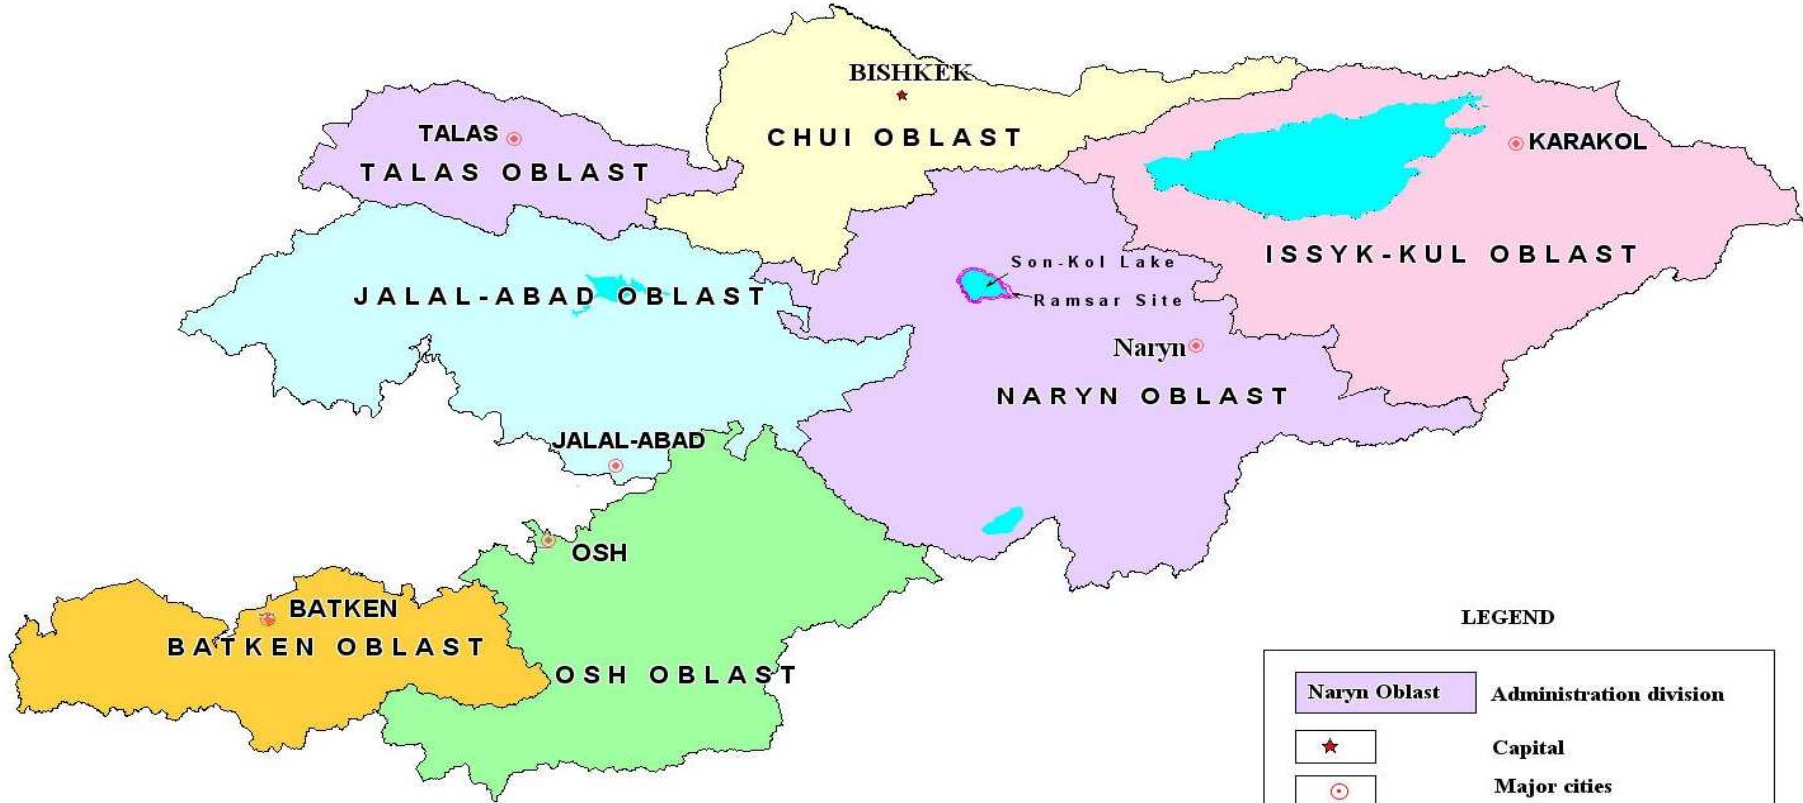 BISHKEK
CHUI OBLAST
TALAS
TALAS OBLAST
KARAKOL
ISSYK-KUL OBLAST
Son-Kol Lake
Ramsar Site
JALAL-ABAD OBLAST
Naryn
NARYN OBLAST
JALAL-ABAD
OSH
BATKEN
BATKEN OBLAST
OSH OBLAST
LEGEND
Naryn Oblast Administration division
Capital
Major cities